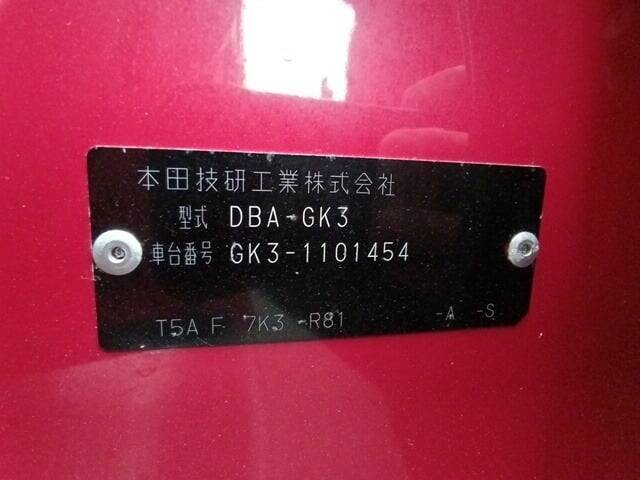 本田技研工業株式会社
型式 DBA-GK3
車台番号 GK3-1101454
T5A F 7K3 -R81 -A -S